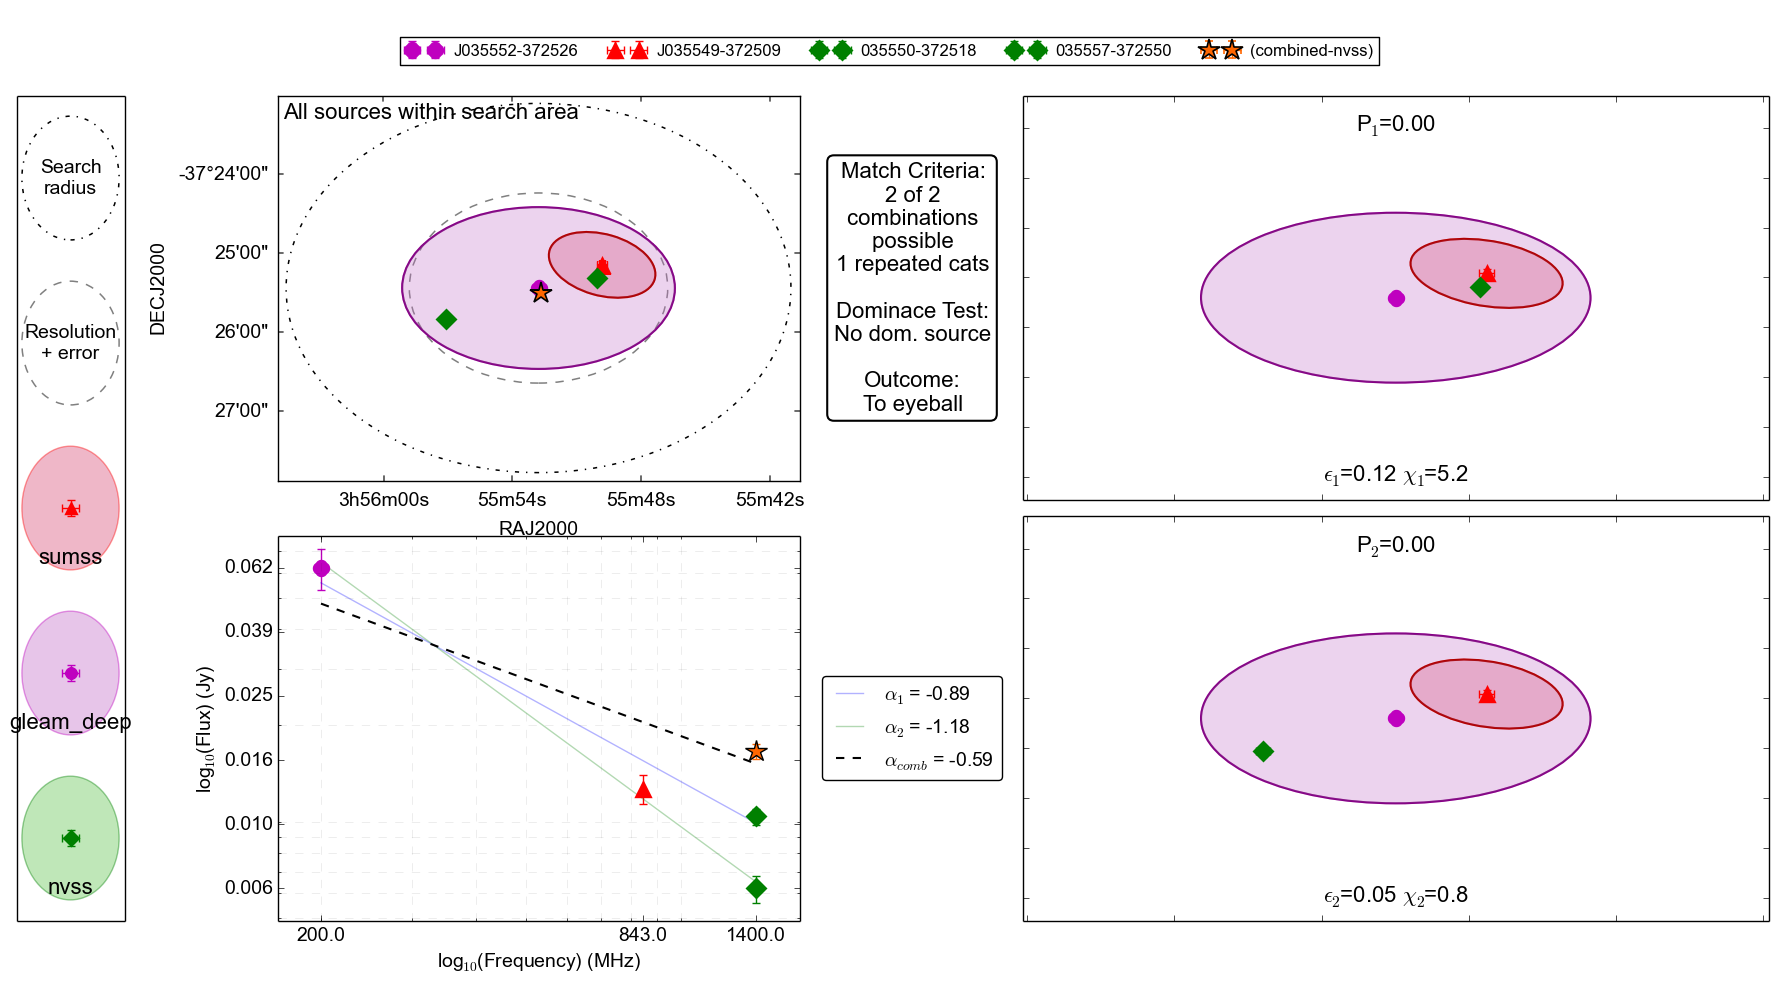 J035552-372526 J035549-372509 035550-372518 035557-372550 (combined-nvss)
Search
radius
Resolution
+ error
sumss
gleam_deep
nvss
All sources within search area
DECJ2000
-37°24'00"
25'00"
26'00"
27'00"
3h56m00s 55m54s 55m48s 55m42s
RAJ2000
Match Criteria:
2 of 2
combinations
possible
1 repeated cats
Dominace Test:
No dom. source
Outcome:
To eyeball
P₁=0.00
ϵ₁=0.12 χ₁=5.2
log₁₀(Flux) (Jy)
0.062
0.039
0.025
0.016
0.010
0.006
200.0 843.0 1400.0
log₁₀(Frequency) (MHz)
α₁ = -0.89
α₂ = -1.18
α_comb = -0.59
P₂=0.00
ϵ₂=0.05 χ₂=0.8